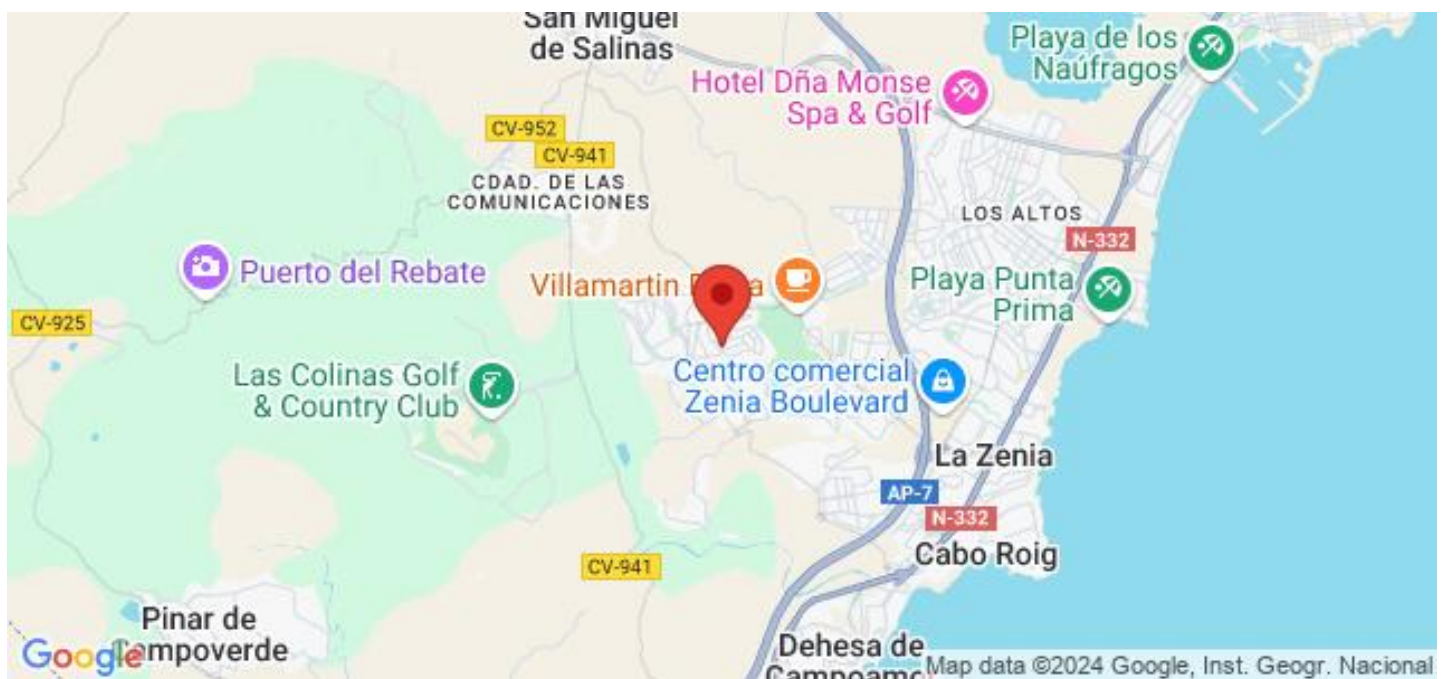 San Miguel
de Salinas
Playa de los
Naúfragos
Hotel Dña Monse
Spa & Golf
CV-952
CV-941
CDAD. DE LAS
COMUNICACIONES
LOS ALTOS
N-332
Puerto del Rebate
Villamartin
Playa Punta
Prima
CV-925
Las Colinas Golf
& Country Club
Centro comercial
Zenia Boulevard
La Zenia
AP-7
N-332
Cabo Roig
CV-941
Pinar de
Campoverde
Dehesa de
Campoamor
Google
Map data ©2024 Google, Inst. Geogr. Nacional